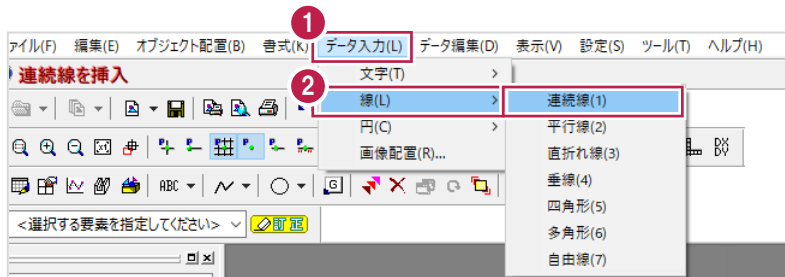 1
ァイル(F) 編集(E) オブジェクト配置(B) 書式(K) データ入力(L) データ編集(D) 表示(V) 設定(S) ツール(T) ヘルプ(H)
連続線を挿入
文字(T)
2
線(L)
円(C)
画像配置(R)...
連続線(1)
平行線(2)
直折れ線(3)
垂線(4)
四角形(5)
多角形(6)
自由線(7)
ABC
G
<選択する要素を指定してください> 訂正